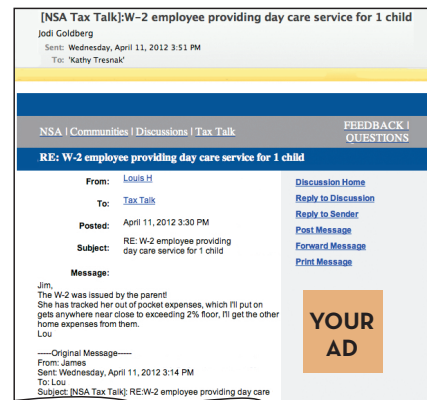 [NSA Tax Talk]:W-2 employee providing day care service for 1 child
Jodi Goldberg
Sent: Wednesday, April 11, 2012 3:51 PM
To: 'Kathy Tresnak'
NSA | Communities | Discussions | Tax Talk
FEEDBACK |
QUESTIONS
RE: W-2 employee providing day care service for 1 child
From: Louis H
To: Tax Talk
Posted: April 11, 2012 3:30 PM
Subject: RE: W-2 employee providing
day care service for 1 child
Message:
Jim,
The W-2 was issued by the parent!
She has tracked her out of pocket expenses, which I'll put on
gets anywhere near close to exceeding 2% floor, I'll get the other
home expenses from them.
Lou
-----Original Message-----
From: James
Sent: Wednesday, April 11, 2012 3:14 PM
To: Lou
Subject: [NSA Tax Talk]: RE:W-2 employee providing day care
Discussion Home
Reply to Discussion
Reply to Sender
Post Message
Forward Message
Print Message
YOUR
AD